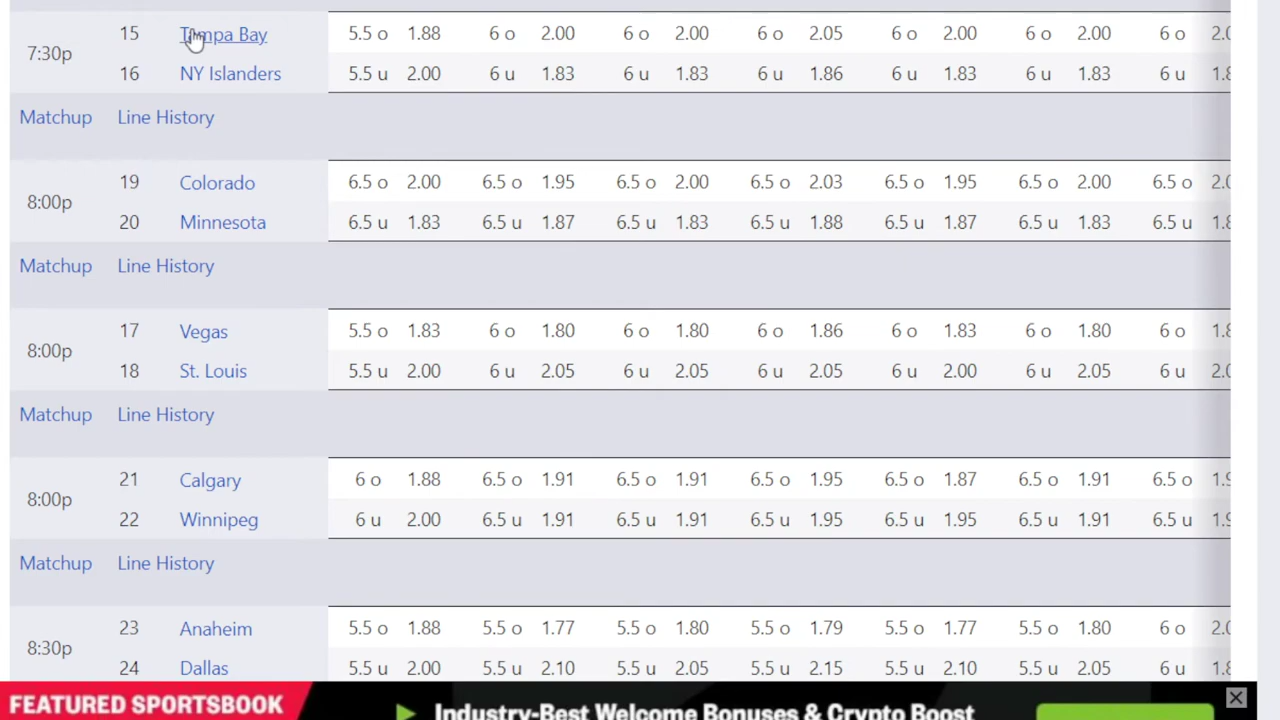 15 Tampa Bay 5.5 o 1.88 6 o 2.00 6 o 2.00 6 o 2.05 6 o 2.00 6 o 2.00 6 o
7:30p
16 NY Islanders 5.5 u 2.00 6 u 1.83 6 u 1.83 6 u 1.86 6 u 1.83 6 u 1.83 6 u
Matchup Line History
19 Colorado 6.5 o 2.00 6.5 o 1.95 6.5 o 2.00 6.5 o 2.03 6.5 o 1.95 6.5 o 2.00 6.5 o
8:00p
20 Minnesota 6.5 u 1.83 6.5 u 1.87 6.5 u 1.83 6.5 u 1.88 6.5 u 1.87 6.5 u 1.83 6.5 u
Matchup Line History
17 Vegas 5.5 o 1.83 6 o 1.80 6 o 1.80 6 o 1.86 6 o 1.83 6 o 1.80 6 o
8:00p
18 St. Louis 5.5 u 2.00 6 u 2.05 6 u 2.05 6 u 2.05 6 u 2.00 6 u 2.05 6 u
Matchup Line History
21 Calgary 6 o 1.88 6.5 o 1.91 6.5 o 1.91 6.5 o 1.95 6.5 o 1.87 6.5 o 1.91 6.5 o
8:00p
22 Winnipeg 6 u 2.00 6.5 u 1.91 6.5 u 1.91 6.5 u 1.95 6.5 u 1.95 6.5 u 1.91 6.5 u
Matchup Line History
23 Anaheim 5.5 o 1.88 5.5 o 1.77 5.5 o 1.80 5.5 o 1.79 5.5 o 1.77 5.5 o 1.80 6 o
8:30p
24 Dallas 5.5 u 2.00 5.5 u 2.10 5.5 u 2.05 5.5 u 2.15 5.5 u 2.10 5.5 u 2.05 6 u
FEATURED SPORTSBOOK Industry-Best Welcome Bonuses & Crypto Boost